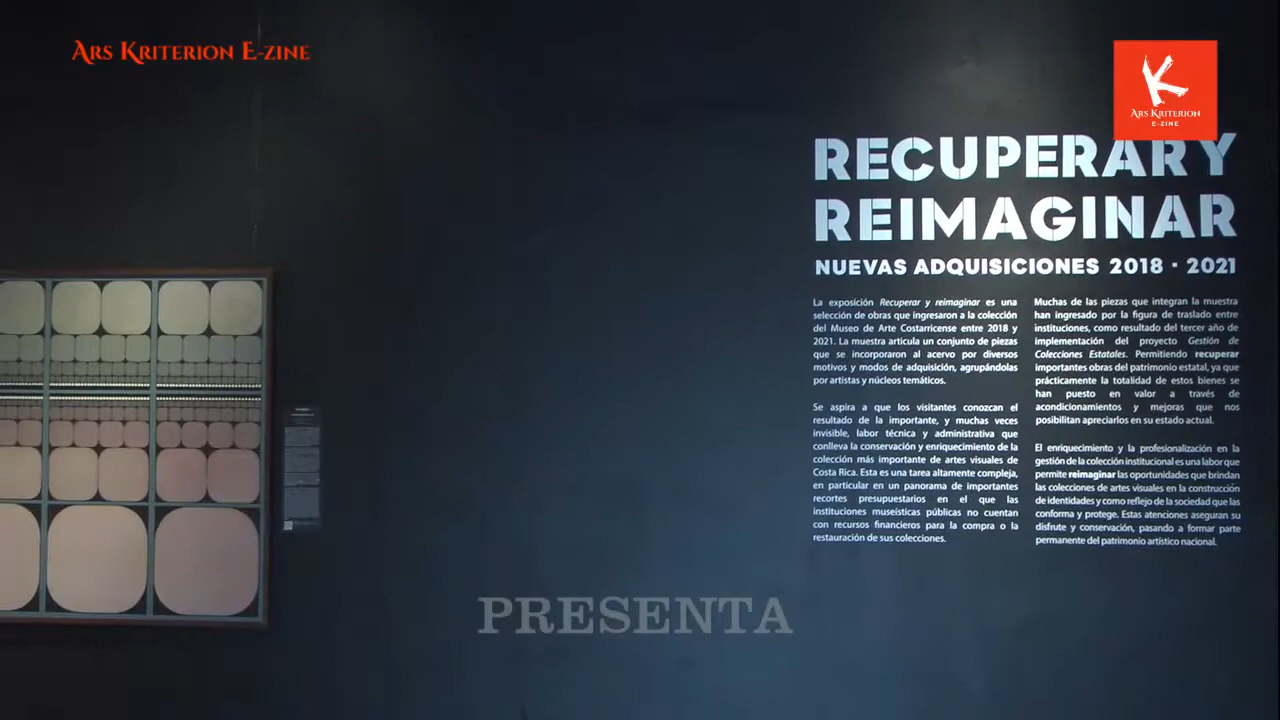 ARS KRITERION E-ZINE
ARS KRITERION
E-ZINE
RECUPERAR Y
REIMAGINAR
NUEVAS ADQUISICIONES 2018 · 2021
La exposición Recuperar y reimaginar es una
selección de obras que ingresaron a la colección
del Museo de Arte Costarricense entre 2018 y
2021. La muestra articula un conjunto de piezas
que se incorporaron al acervo por diversos
motivos y modos de adquisición, agrupándolas
por artistas y núcleos temáticos.
Se aspira a que los visitantes conozcan el
resultado de la importante, y muchas veces
invisible, labor técnica y administrativa que
conlleva la conservación y enriquecimiento de la
colección más importante de artes visuales de
Costa Rica. Esta es una tarea altamente compleja,
en particular en un panorama de importantes
recortes presupuestarios en el que las
instituciones museísticas públicas no cuentan
con recursos financieros para la compra o la
restauración de sus colecciones.
Muchas de las piezas que integran la muestra
han ingresado por la figura de traslado entre
instituciones, como resultado del tercer año de
implementación del proyecto Gestión de
Colecciones Estatales. Permitiendo recuperar
importantes obras del patrimonio estatal, ya que
prácticamente la totalidad de estos bienes se
han puesto en valor a través de
acondicionamientos y mejoras que nos
posibilitan apreciarlos en su estado actual.
El enriquecimiento y la profesionalización en la
gestión de la colección institucional es una labor que
permite reimaginar las oportunidades que brindan
las colecciones de artes visuales en la construcción
de identidades y como reflejo de la sociedad que las
conforma y protege. Estas atenciones aseguran su
disfrute y conservación, pasando a formar parte
permanente del patrimonio artístico nacional.
PRESENTA